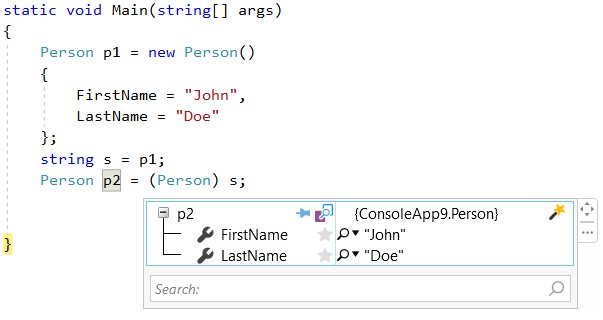 static void Main(string[] args)
{
Person p1 = new Person()
{
FirstName = "John",
LastName = "Doe"
};
string s = p1;
Person p2 = (Person) s;
p2 {ConsoleApp9.Person}
FirstName "John"
LastName "Doe"
Search:
}